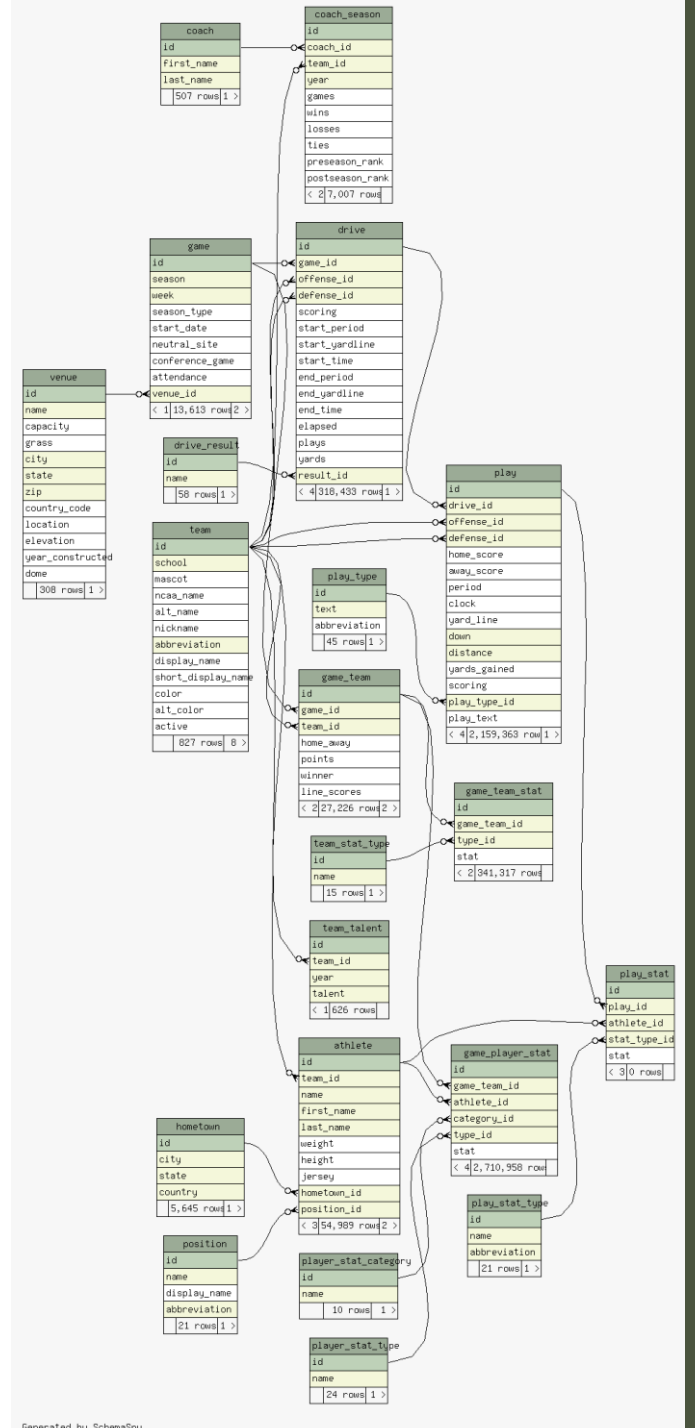 coach
id
first_name
last_name
507 rows 1 >
coach_season
id
coach_id
team_id
year
games
wins
losses
ties
preseason_rank
postseason_rank
< 2 7,007 rows
game
id
season
week
season_type
start_date
neutral_site
conference_game
attendance
venue_id
< 1 13,613 rows 2 >
drive
id
game_id
offense_id
defense_id
scoring
start_period
start_yardline
start_time
end_period
end_yardline
end_time
elapsed
plays
yards
result_id
< 4 318,433 rows 1 >
venue
id
name
capacity
grass
city
state
zip
country_code
location
elevation
year_constructed
dome
308 rows 1 >
drive_result
id
name
58 rows 1 >
team
id
school
mascot
ncaa_name
alt_name
nickname
abbreviation
display_name
short_display_name
color
alt_color
active
827 rows 8 >
play
id
drive_id
offense_id
defense_id
home_score
away_score
period
clock
yard_line
down
distance
yards_gained
scoring
play_type_id
play_text
< 4 2,159,363 row 1 >
play_type
id
text
abbreviation
45 rows 1 >
game_team
id
game_id
team_id
home_away
points
winner
line_scores
< 2 27,226 rows 2 >
game_team_stat
id
game_team_id
type_id
stat
< 2 341,317 row
team_stat_type
id
name
15 rows 1 >
team_talent
id
team_id
year
talent
< 1 626 rows
play_stat
id
play_id
athlete_id
stat_type_id
stat
< 3 0 rows
athlete
id
team_id
name
first_name
last_name
weight
height
jersey
hometown_id
position_id
< 3 54,989 rows 2 >
game_player_stat
id
game_team_id
athlete_id
category_id
type_id
stat
< 4 2,710,958 row
hometown
id
city
state
country
5,645 rows 1 >
play_stat_type
id
name
abbreviation
21 rows 1 >
position
id
name
display_name
abbreviation
21 rows 1 >
player_stat_category
id
name
10 rows 1 >
player_stat_type
id
name
24 rows 1 >
Generated by SchemaSpy